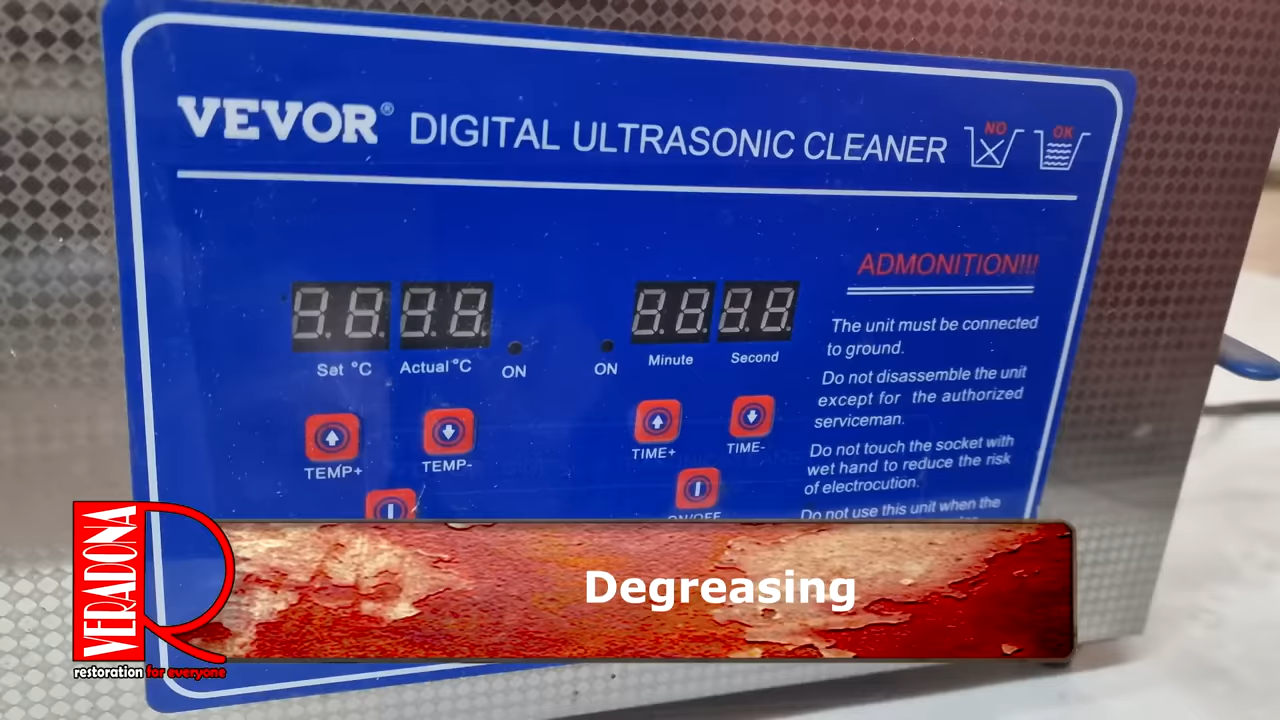 VEVOR® DIGITAL ULTRASONIC CLEANER
NO
OK
ADMONITION!!!
The unit must be connected
to ground.
Do not disassemble the unit
except for the authorized
serviceman.
Do not touch the socket with
wet hand to reduce the risk
of electrocution.
Do not use this unit when the
Set °C
Actual °C
ON
ON
Minute
Second
TEMP+
TEMP-
TIME+
TIME-
ON/OFF
VERADONA
R
restoration for everyone
Degreasing